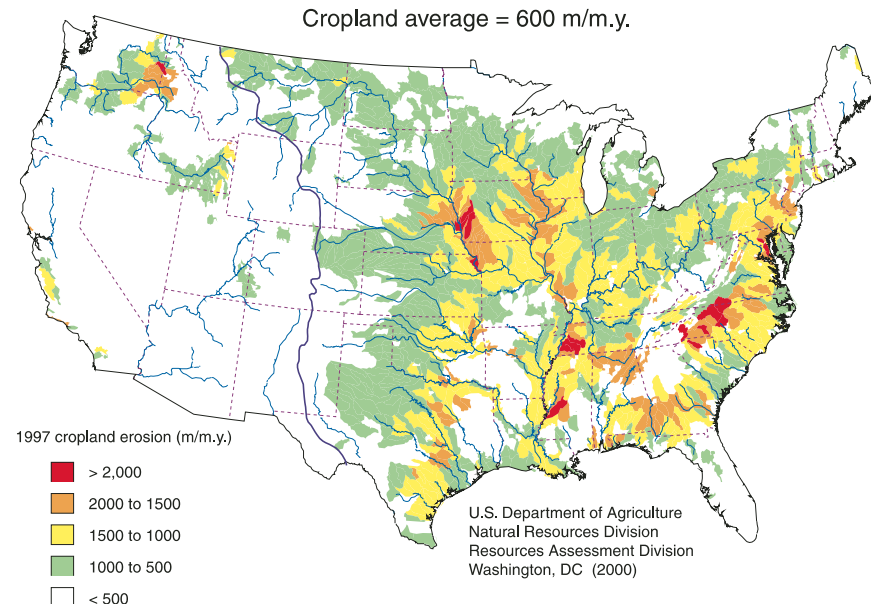 Cropland average = 600 m/m.y.
1997 cropland erosion (m/m.y.)
> 2,000
2000 to 1500
1500 to 1000
1000 to 500
< 500
U.S. Department of Agriculture
Natural Resources Division
Resources Assessment Division
Washington, DC (2000)